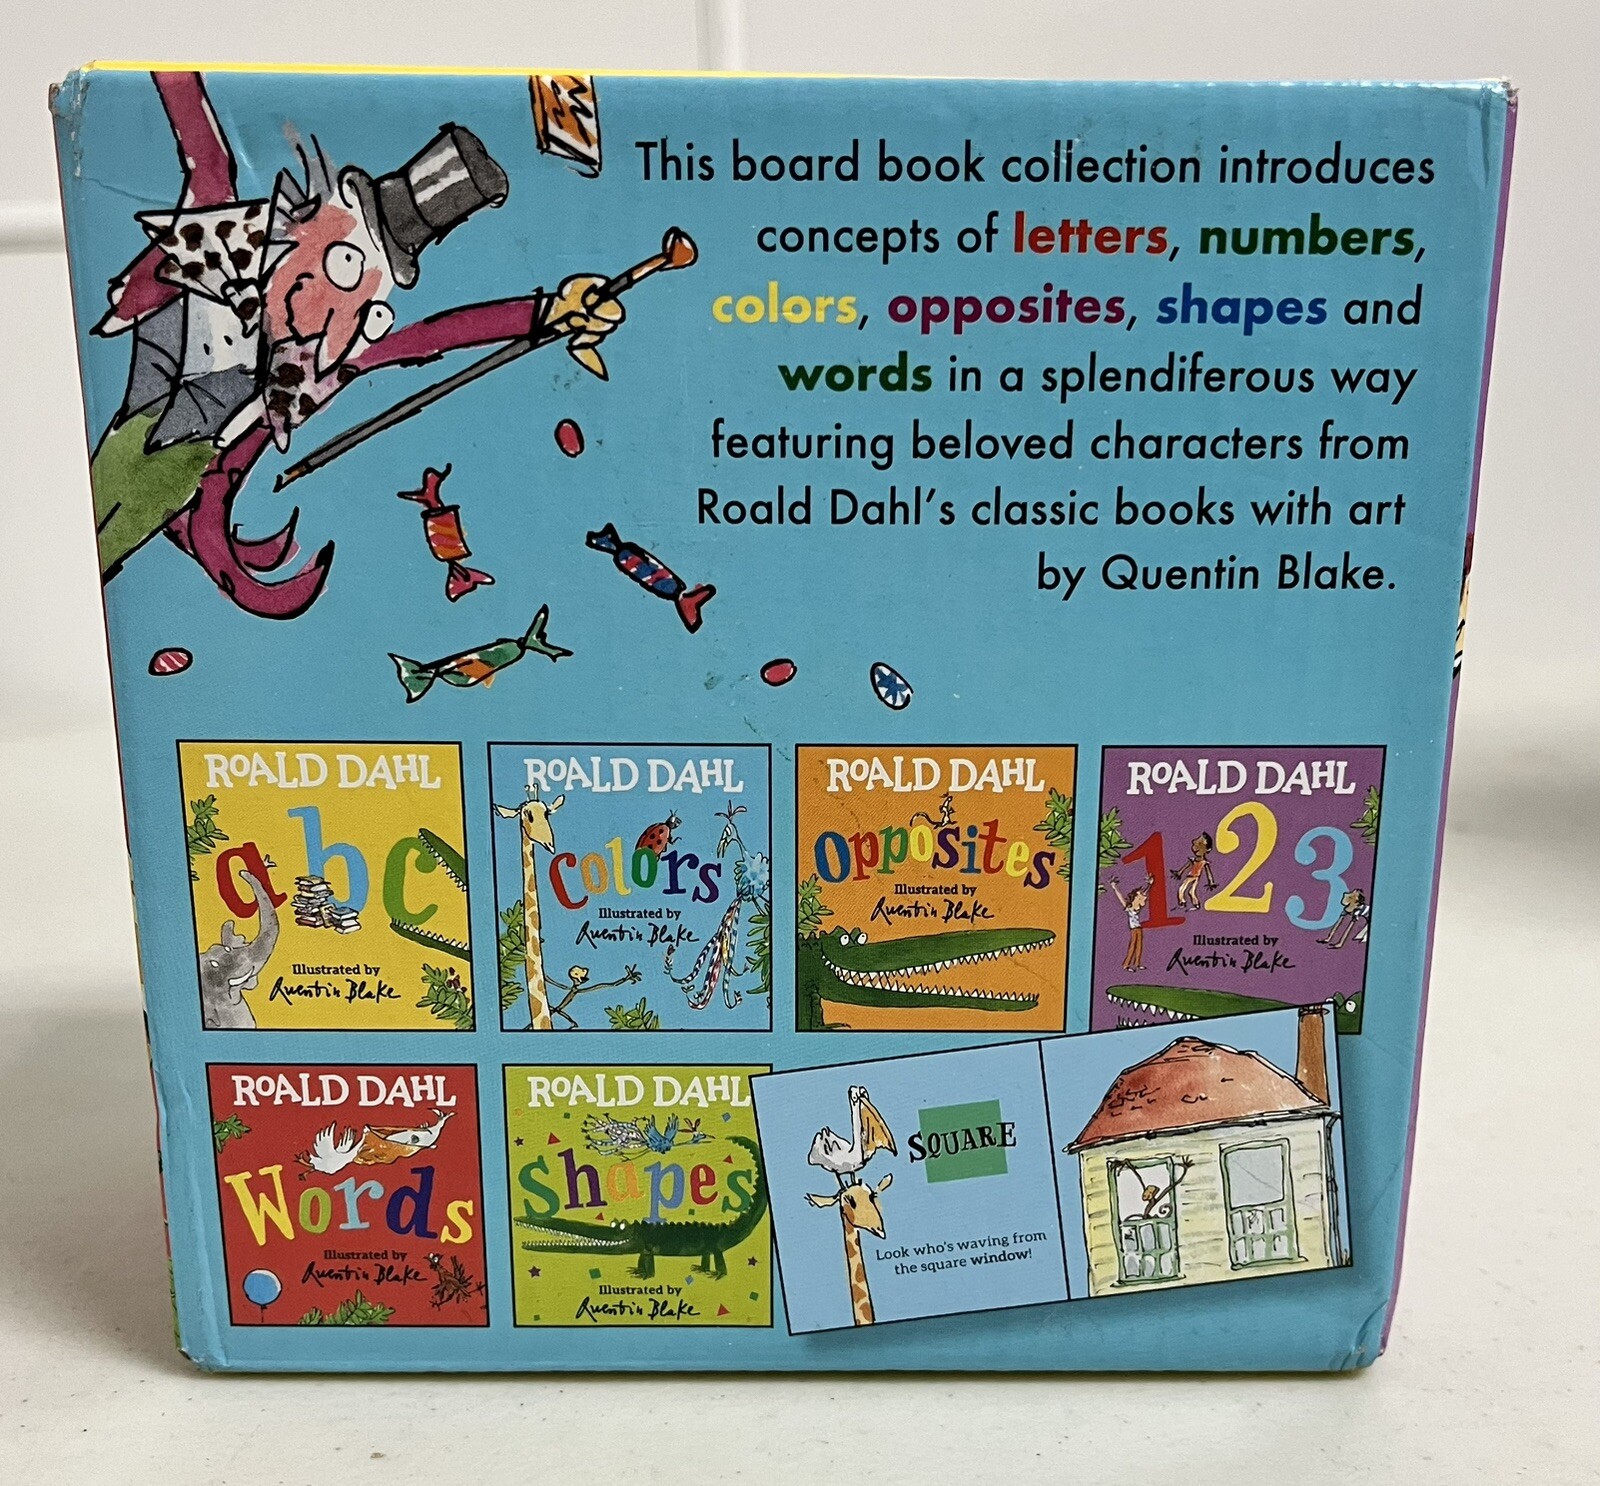 This board book collection introduces
concepts of letters, numbers,
colors, opposites, shapes and
words in a splendiferous way
featuring beloved characters from
Roald Dahl's classic books with art
by Quentin Blake.
ROALD DAHL
abc
Illustrated by
Quentin Blake
ROALD DAHL
Colors
Illustrated by
Quentin Blake
ROALD DAHL
Opposites
Illustrated by
Quentin Blake
ROALD DAHL
123
Illustrated by
Quentin Blake
ROALD DAHL
Words
Illustrated by
Quentin Blake
ROALD DAHL
Shapes
Illustrated by
Quentin Blake
SQUARE
Look who's waving from
the square window!